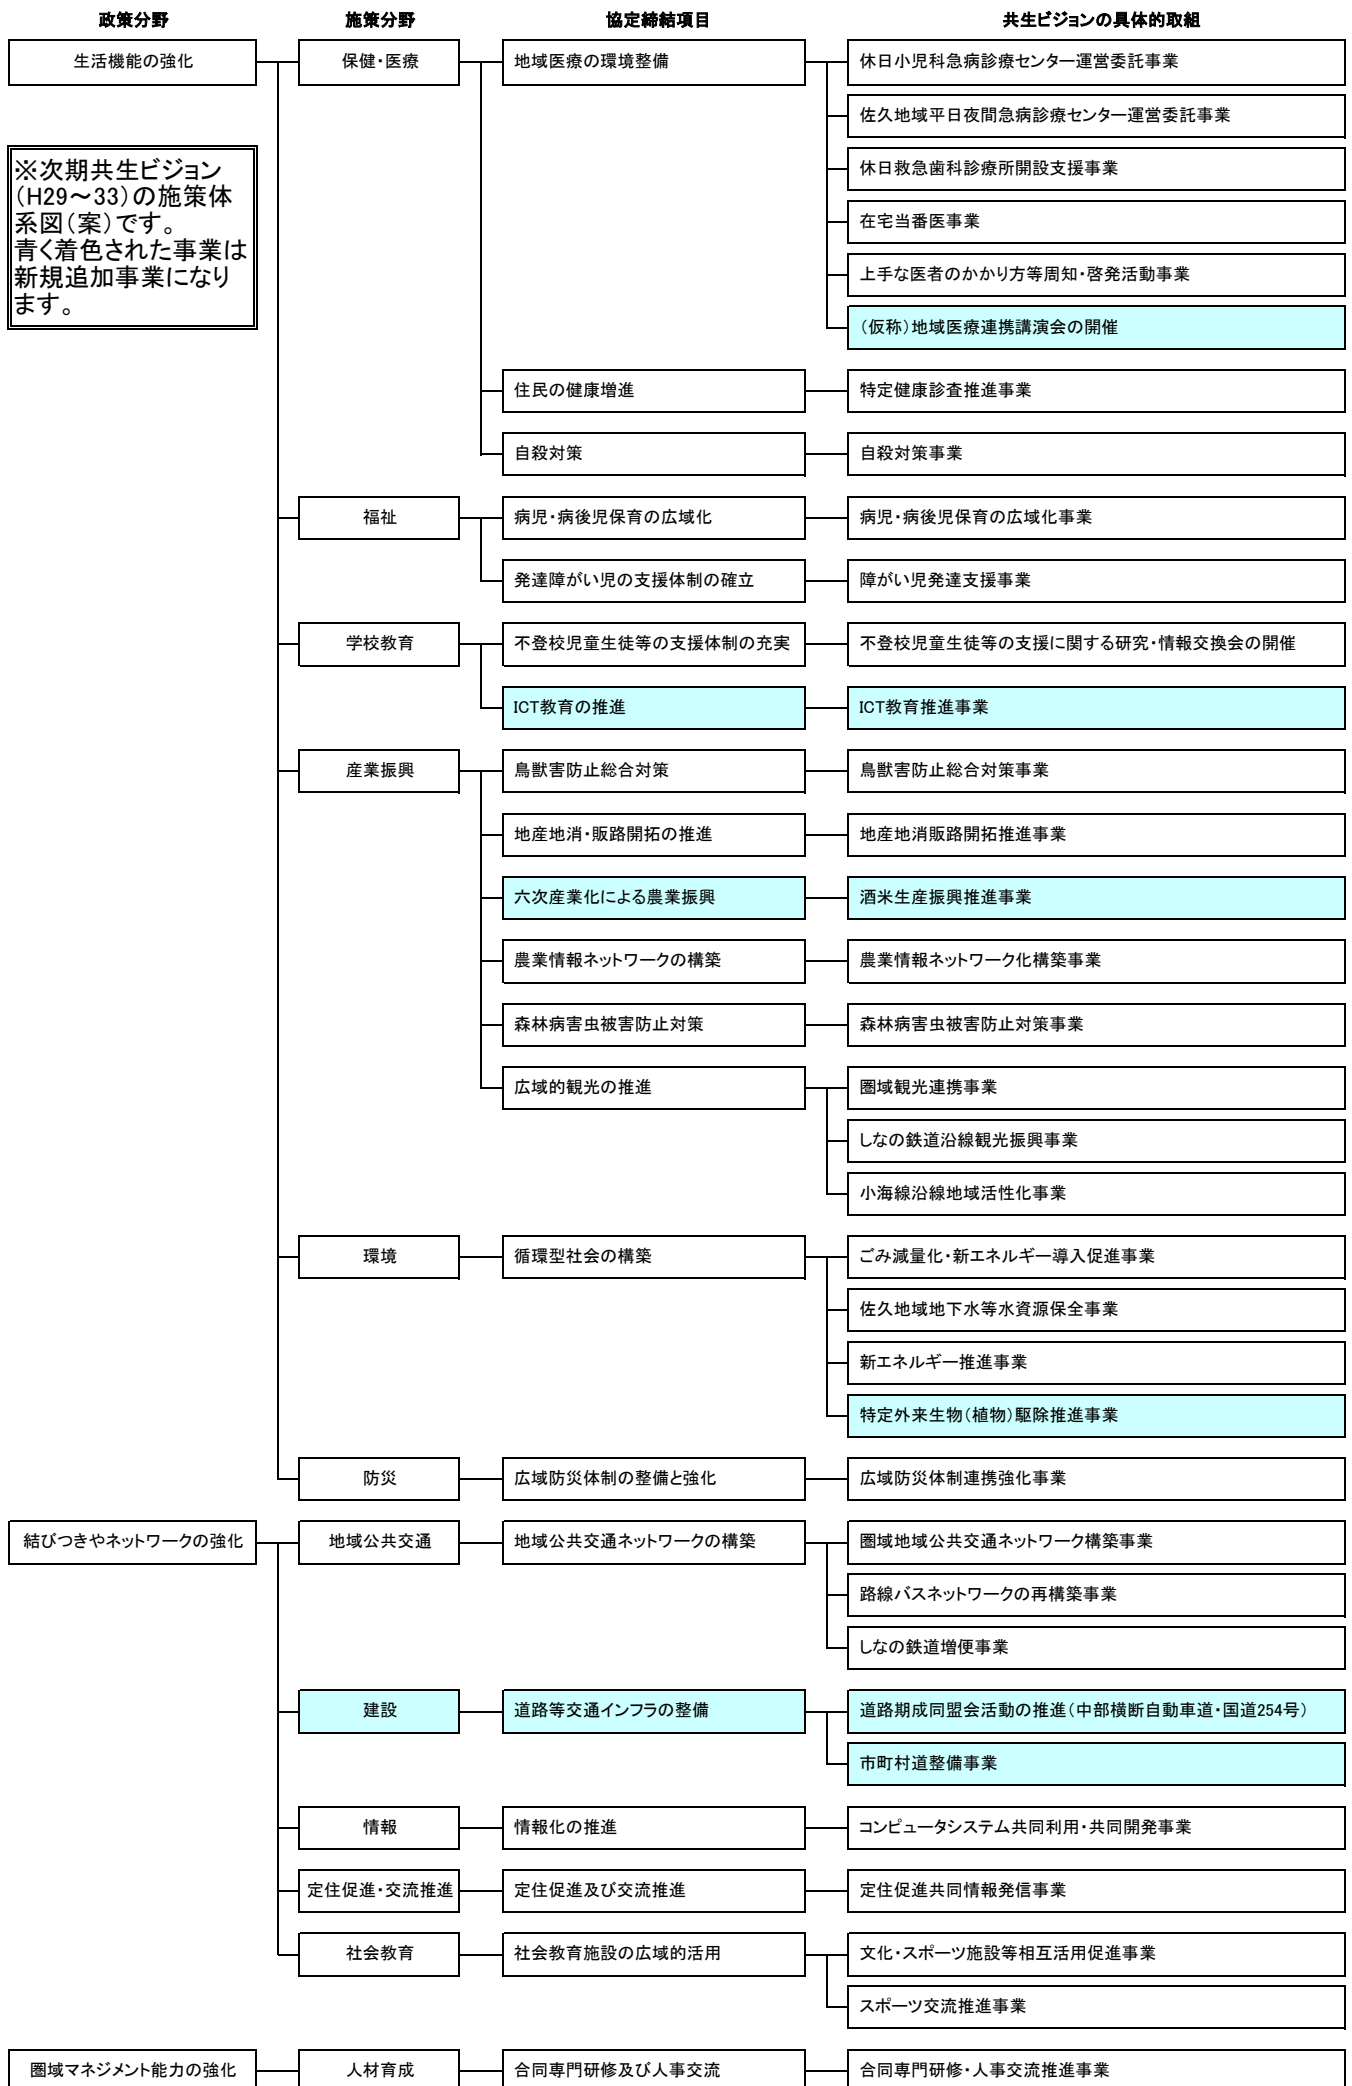 政策分野
施策分野
協定締結項目
共生ビジョンの具体的取組
生活機能の強化
保健・医療
地域医療の環境整備
休日小児科急病診療センター運営委託事業
佐久地域平日夜間急病診療センター運営委託事業
※次期共生ビジョン
（H29～33）の施策体
系図（案）です。
青く着色された事業は
新規追加事業になり
ます。
休日救急歯科診療所開設支援事業
在宅当番医事業
上手な医者のかかり方等周知・啓発活動事業
（仮称）地域医療連携講演会の開催
住民の健康増進
特定健康診査推進事業
自殺対策
自殺対策事業
福祉
病児・病後児保育の広域化
病児・病後児保育の広域化事業
発達障がい児の支援体制の確立
障がい児発達支援事業
学校教育
不登校児童生徒等の支援体制の充実
不登校児童生徒等の支援に関する研究・情報交換会の開催
ICT教育の推進
ICT教育推進事業
産業振興
鳥獣害防止総合対策
鳥獣害防止総合対策事業
地産地消・販路開拓の推進
地産地消販路開拓推進事業
六次産業化による農業振興
酒米生産振興推進事業
農業情報ネットワークの構築
農業情報ネットワーク化構築事業
森林病害虫被害防止対策
森林病害虫被害防止対策事業
広域的観光の推進
圏域観光連携事業
しなの鉄道沿線観光振興事業
小海線沿線地域活性化事業
環境
循環型社会の構築
ごみ減量化・新エネルギー導入促進事業
佐久地域地下水等水資源保全事業
新エネルギー推進事業
特定外来生物（植物）駆除推進事業
防災
広域防災体制の整備と強化
広域防災体制連携強化事業
結びつきやネットワークの強化
地域公共交通
地域公共交通ネットワークの構築
圏域地域公共交通ネットワーク構築事業
路線バスネットワークの再構築事業
しなの鉄道増便事業
建設
道路等交通インフラの整備
道路期成同盟会活動の推進（中部横断自動車道・国道254号）
市町村道整備事業
情報
情報化の推進
コンピュータシステム共同利用・共同開発事業
定住促進・交流推進
定住促進及び交流推進
定住促進共同情報発信事業
社会教育
社会教育施設の広域的活用
文化・スポーツ施設等相互活用促進事業
スポーツ交流推進事業
圏域マネジメント能力の強化
人材育成
合同専門研修及び人事交流
合同専門研修・人事交流推進事業